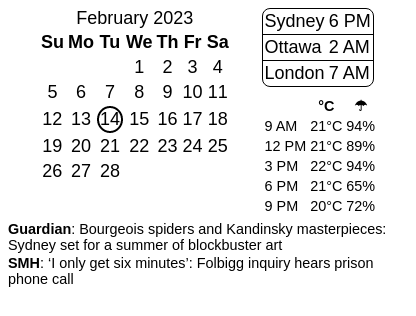 February 2023
Su Mo Tu We Th Fr Sa
1 2 3 4
5 6 7 8 9 10 11
12 13 14 15 16 17 18
19 20 21 22 23 24 25
26 27 28
Sydney 6 PM
Ottawa 2 AM
London 7 AM
°C ☂
9 AM 21°C 94%
12 PM 21°C 89%
3 PM 22°C 94%
6 PM 21°C 65%
9 PM 20°C 72%
Guardian: Bourgeois spiders and Kandinsky masterpieces:
Sydney set for a summer of blockbuster art
SMH: ‘I only get six minutes’: Folbigg inquiry hears prison
phone call